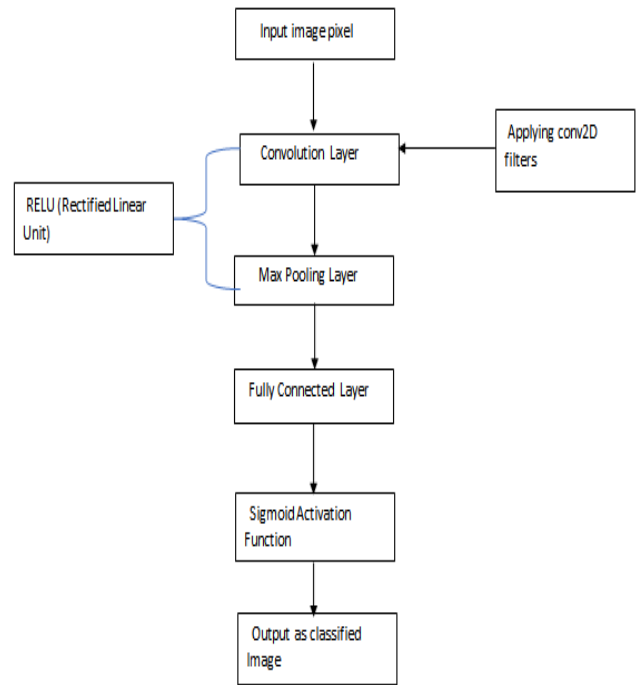 Input image pixel
Applying conv2D
filters
Convolution Layer
RELU (Rectified Linear
Unit)
Max Pooling Layer
Fully Connected Layer
Sigmoid Activation
Function
Output as classified
Image